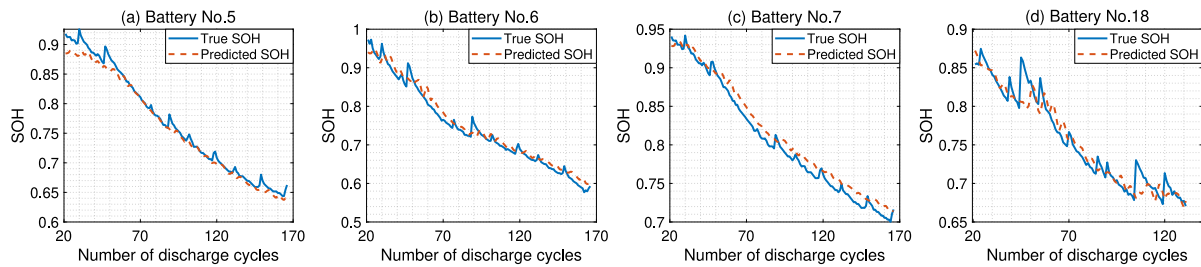 (a) Battery No.5
True SOH
Predicted SOH
0.9
0.85
0.8
0.75
0.7
0.65
0.6
SOH
20 70 120 170
Number of discharge cycles
(b) Battery No.6
True SOH
Predicted SOH
1
0.9
0.8
0.7
0.6
0.5
SOH
20 70 120 170
Number of discharge cycles
(c) Battery No.7
True SOH
Predicted SOH
0.95
0.9
0.85
0.8
0.75
0.7
SOH
20 70 120 170
Number of discharge cycles
(d) Battery No.18
True SOH
Predicted SOH
0.9
0.85
0.8
0.75
0.7
0.65
SOH
20 70 120
Number of discharge cycles